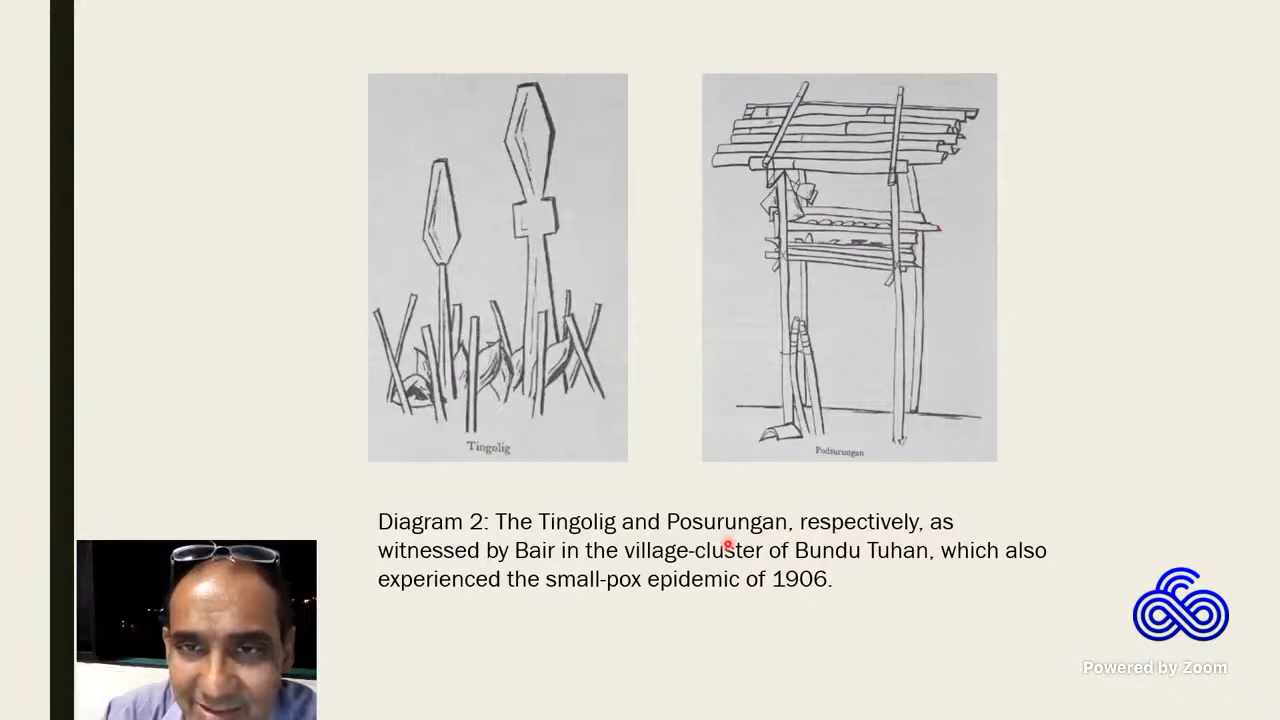 Tingolig
Podsurungan
Diagram 2: The Tingolig and Posurungan, respectively, as
witnessed by Bair in the village-cluster of Bundu Tuhan, which also
experienced the small-pox epidemic of 1906.
Powered by Zoom